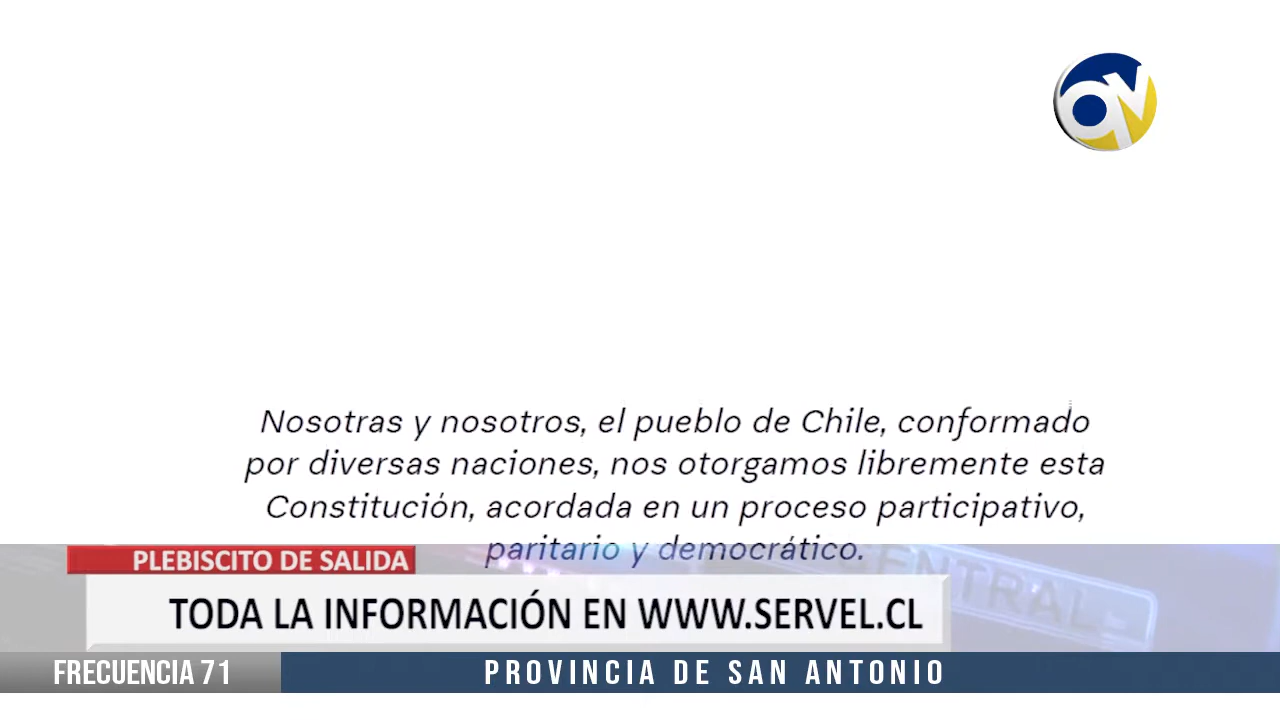 Nosotras y nosotros, el pueblo de Chile, conformado
por diversas naciones, nos otorgamos libremente esta
Constitución, acordada en un proceso participativo,
paritario y democrático.
PLEBISCITO DE SALIDA
TODA LA INFORMACIÓN EN WWW.SERVEL.CL
FRECUENCIA 71
PROVINCIA DE SAN ANTONIO